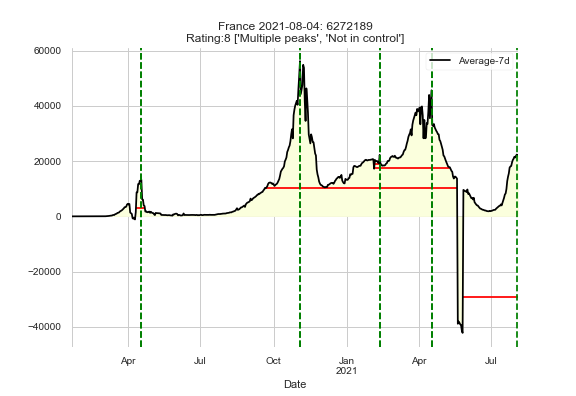 France 2021-08-04: 6272189
Rating:8 ['Multiple peaks', 'Not in control']
Average-7d
60000
40000
20000
0
−20000
−40000
Apr
Jul
Oct
Jan
2021
Apr
Jul
Date